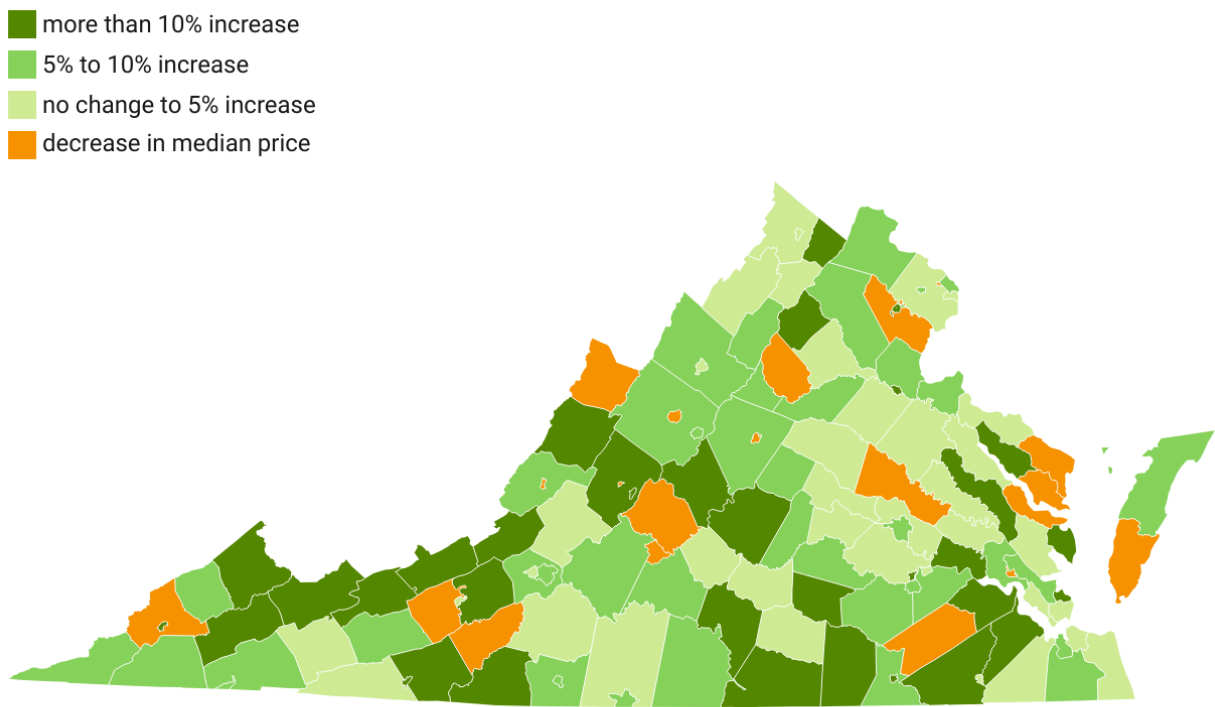 more than 10% increase
5% to 10% increase
no change to 5% increase
decrease in median price